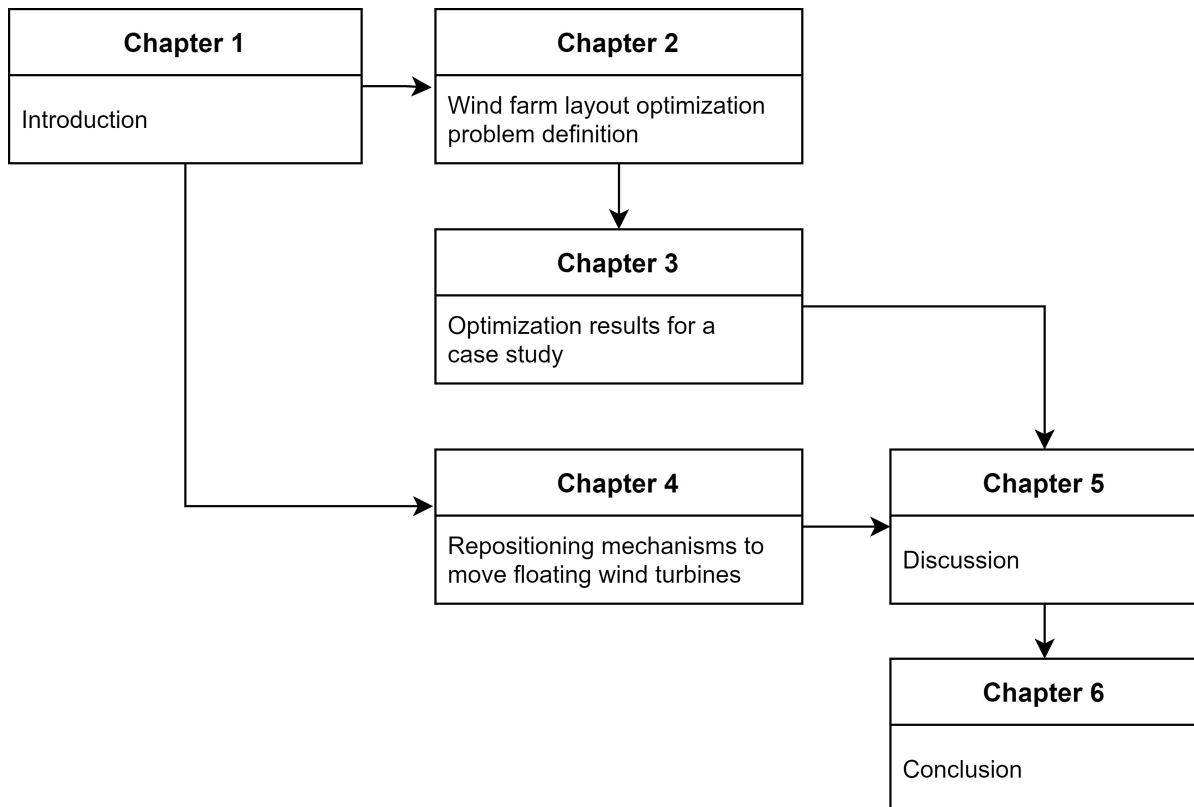 Chapter 1
Introduction
Chapter 2
Wind farm layout optimization
problem definition
Chapter 3
Optimization results for a
case study
Chapter 4
Repositioning mechanisms to
move floating wind turbines
Chapter 5
Discussion
Chapter 6
Conclusion